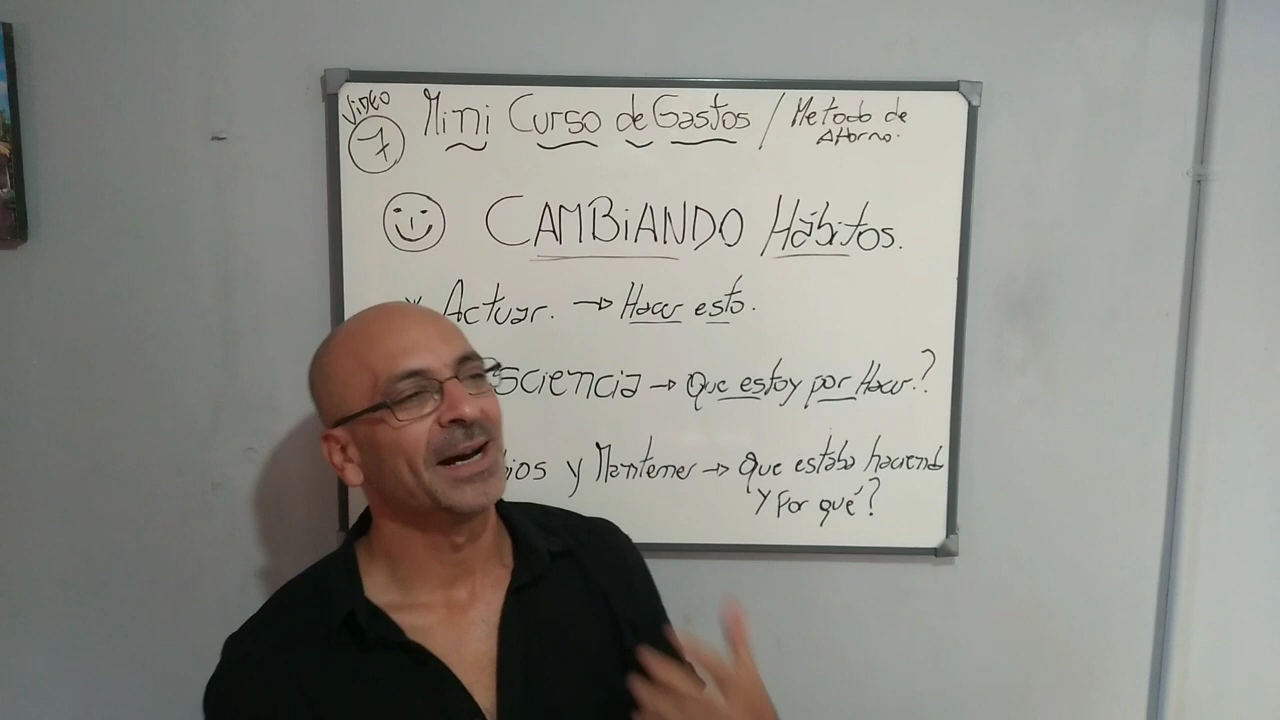 VIDEO
7
Mini Curso de Gastos / Metodo de
AHORRO.
CAMBiANDO Hábitos.
* Actuar. → Hacer esto.
sciencia → Que estoy por Hacer.?
ios y Mantener → Que estaba haciendo
Y Por qué?